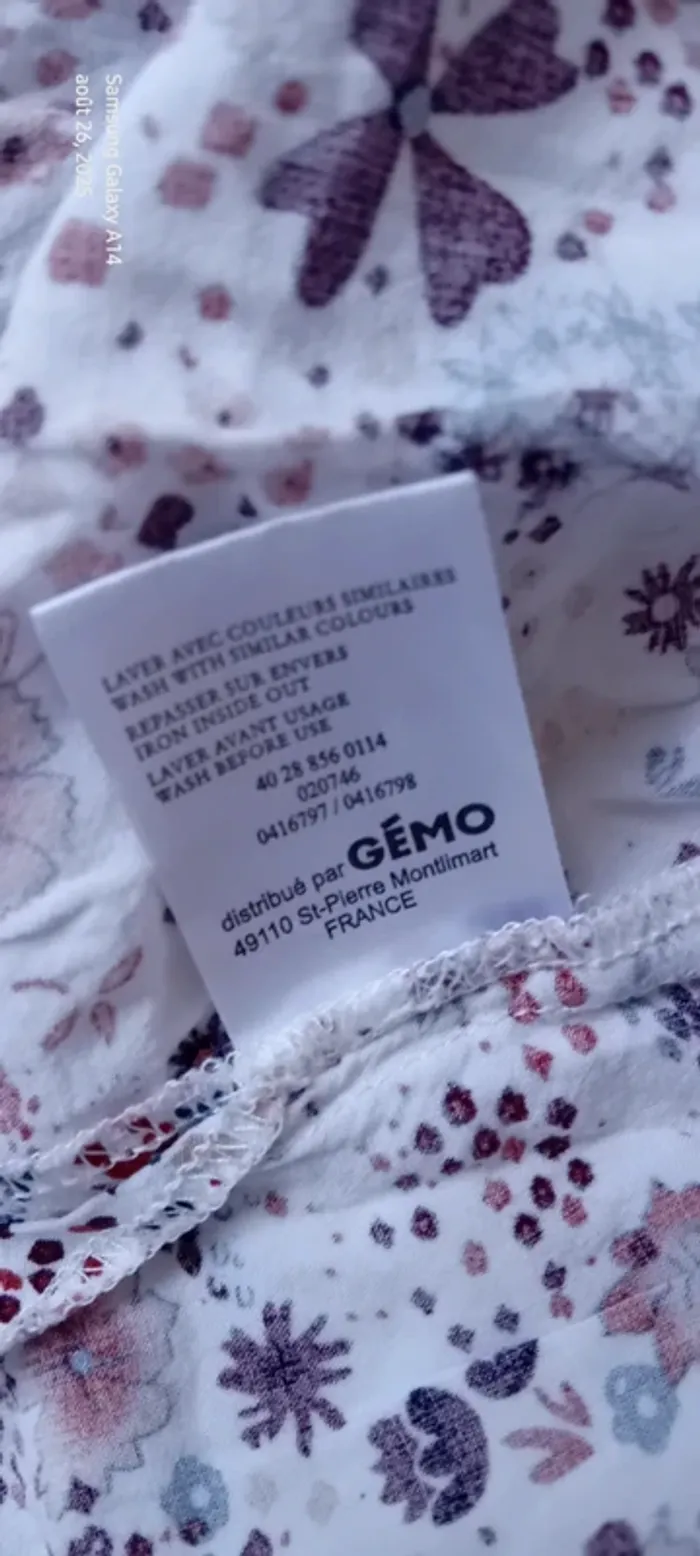 Samsung Galaxy A14
août 26, 2025
LAVER AVEC COULEURS SIMILAIRES
WASH WITH SIMILAR COLOURS
REPASSER SUR ENVERS
IRON INSIDE OUT
LAVER AVANT USAGE
WASH BEFORE USE
40 28 856 0114
020746
0416797 / 0416798
distribué par GÉMO
49110 St-Pierre Montlimart
FRANCE